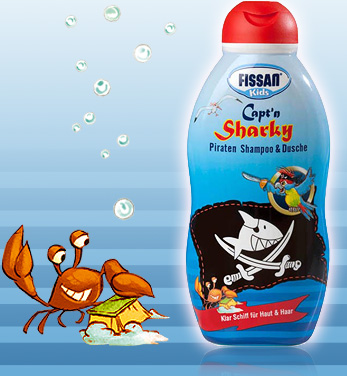 FISSAN
Kids
Capt'n
Sharky
Piraten Shampoo & Dusche
Klar Schiff für Haut & Haar